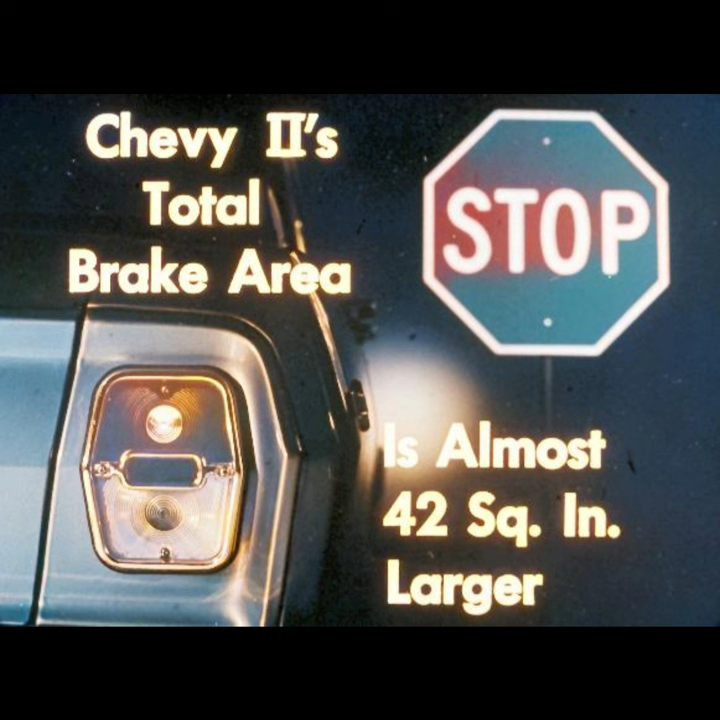 Chevy II's
Total
Brake Area
STOP
Is Almost
42 Sq. In.
Larger